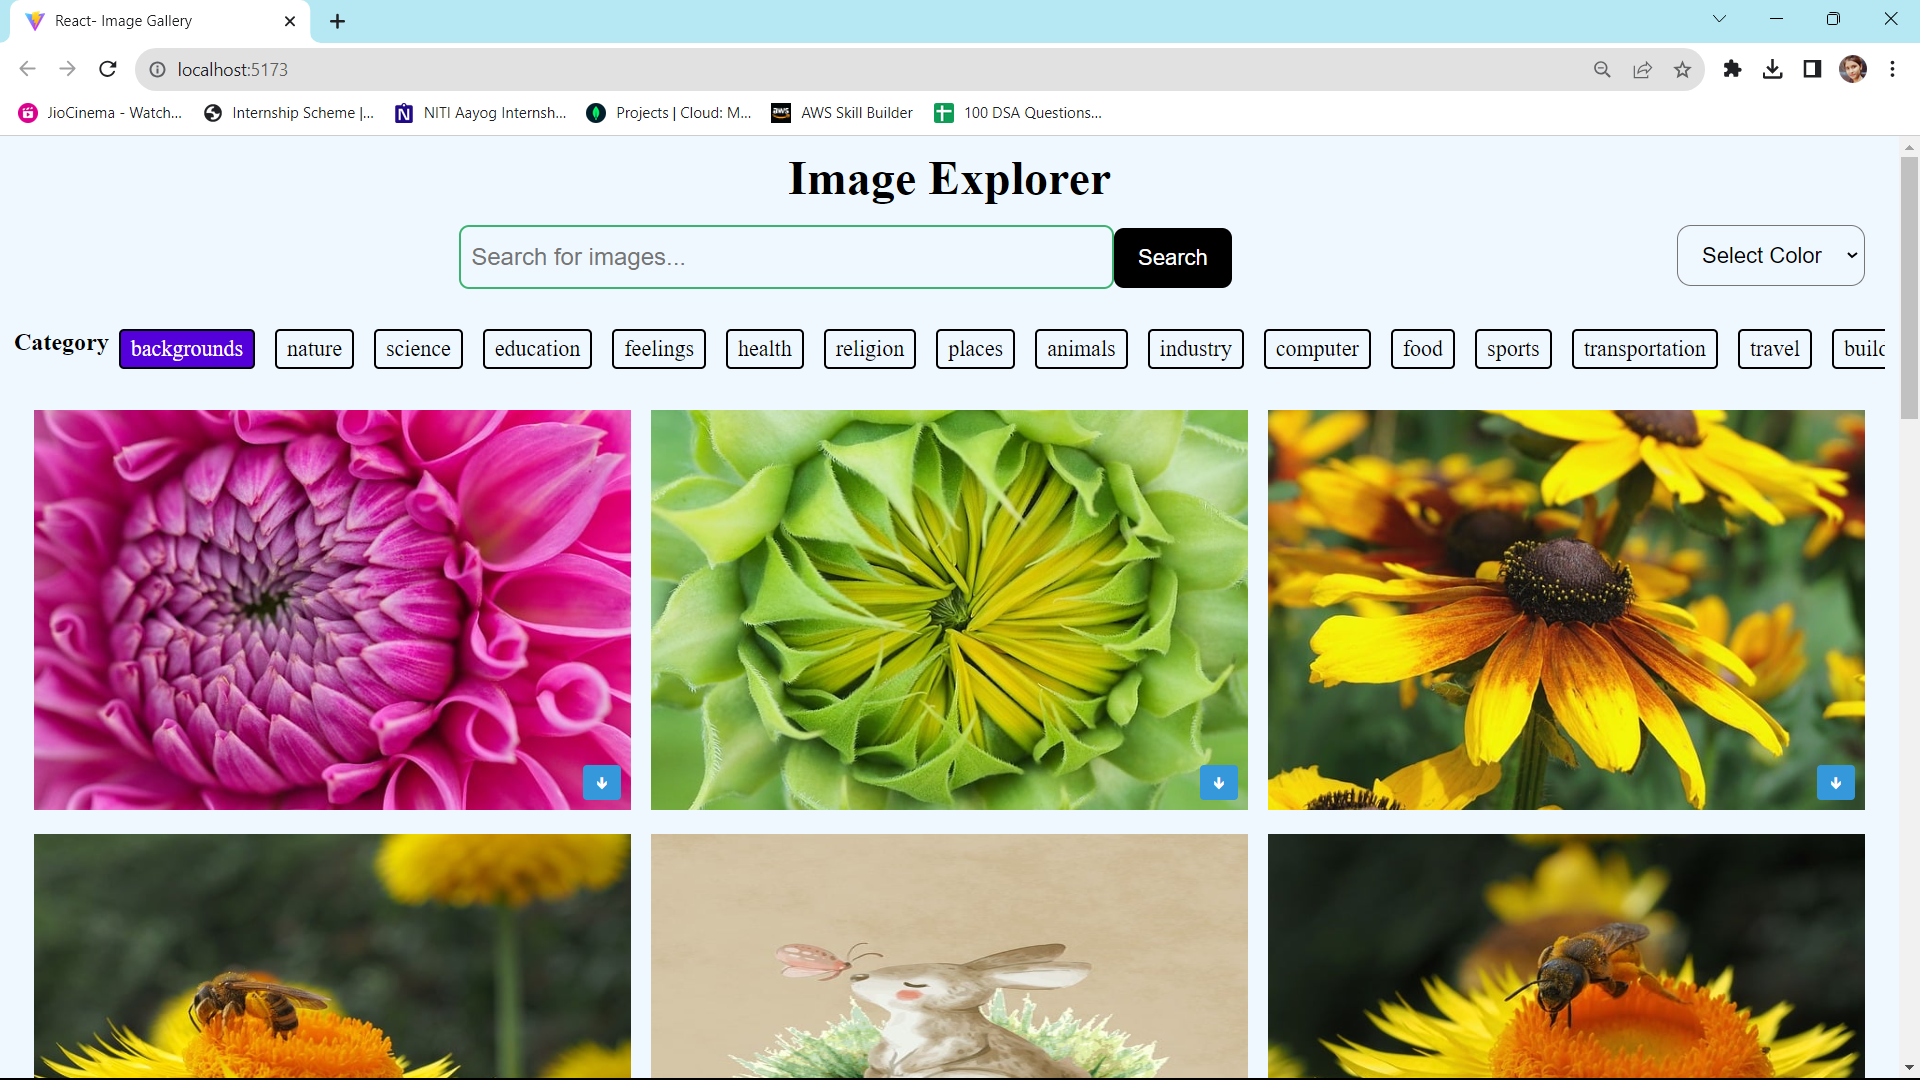 React- Image Gallery
localhost:5173
JioCinema - Watch... Internship Scheme |... NITI Aayog Internsh... Projects | Cloud: M... aws AWS Skill Builder 100 DSA Questions...
Image Explorer
Search for images... Search Select Color
Category backgrounds nature science education feelings health religion places animals industry computer food sports transportation travel build